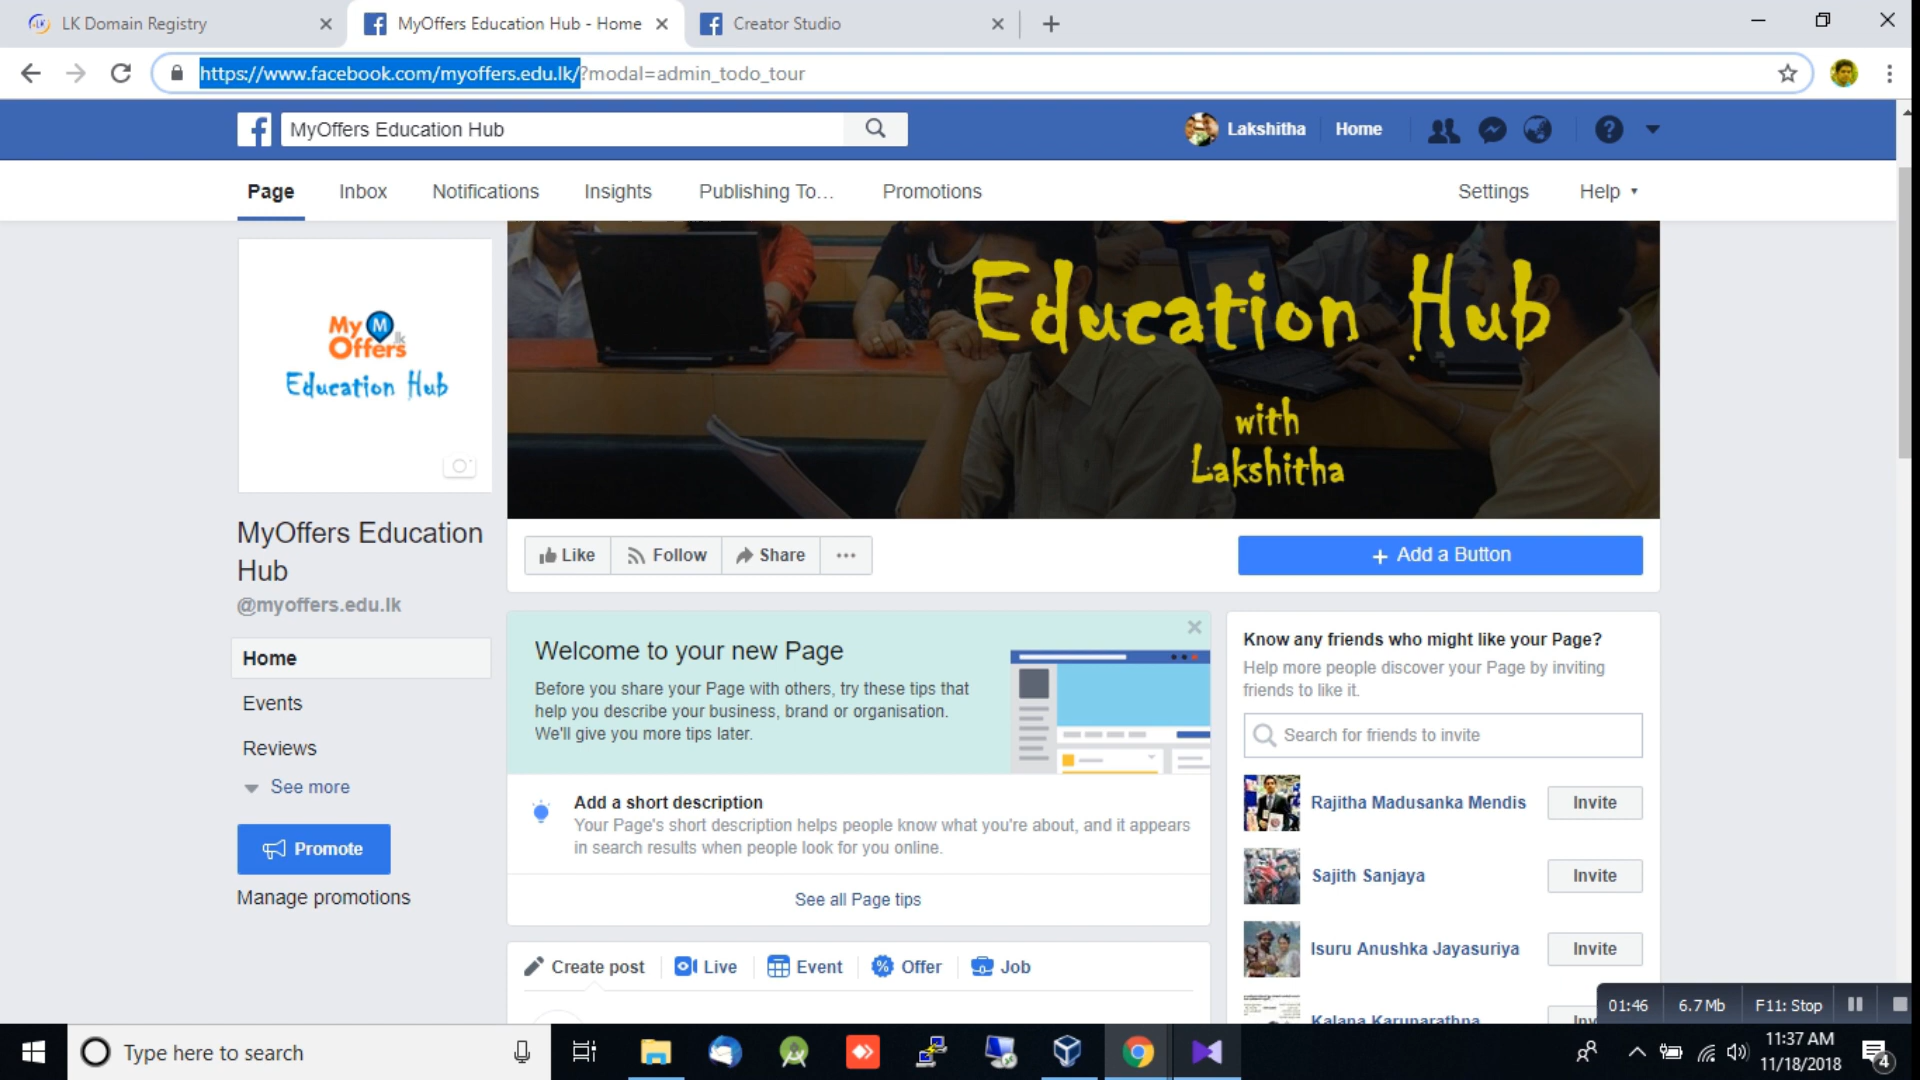 LK Domain Registry
MyOffers Education Hub - Home
Creator Studio
https://www.facebook.com/myoffers.edu.lk/?modal=admin_todo_tour
MyOffers Education Hub
Lakshitha
Home
Page
Inbox
Notifications
Insights
Publishing To...
Promotions
Settings
Help
My M
Offers
.lk
Education Hub
Education Hub
with
Lakshitha
MyOffers Education
Hub
@myoffers.edu.lk
Like
Follow
Share
+ Add a Button
Home
Events
Reviews
See more
Promote
Manage promotions
Welcome to your new Page
Before you share your Page with others, try these tips that
help you describe your business, brand or organisation.
We'll give you more tips later.
Add a short description
Your Page's short description helps people know what you're about, and it appears
in search results when people look for you online.
See all Page tips
Create post
Live
Event
Offer
Job
Know any friends who might like your Page?
Help more people discover your Page by inviting
friends to like it.
Search for friends to invite
Rajitha Madusanka Mendis
Invite
Sajith Sanjaya
Invite
Isuru Anushka Jayasuriya
Invite
Kalana Karunarathna
01:46
6.7 Mb
F11: Stop
Type here to search
11:37 AM
11/18/2018
4